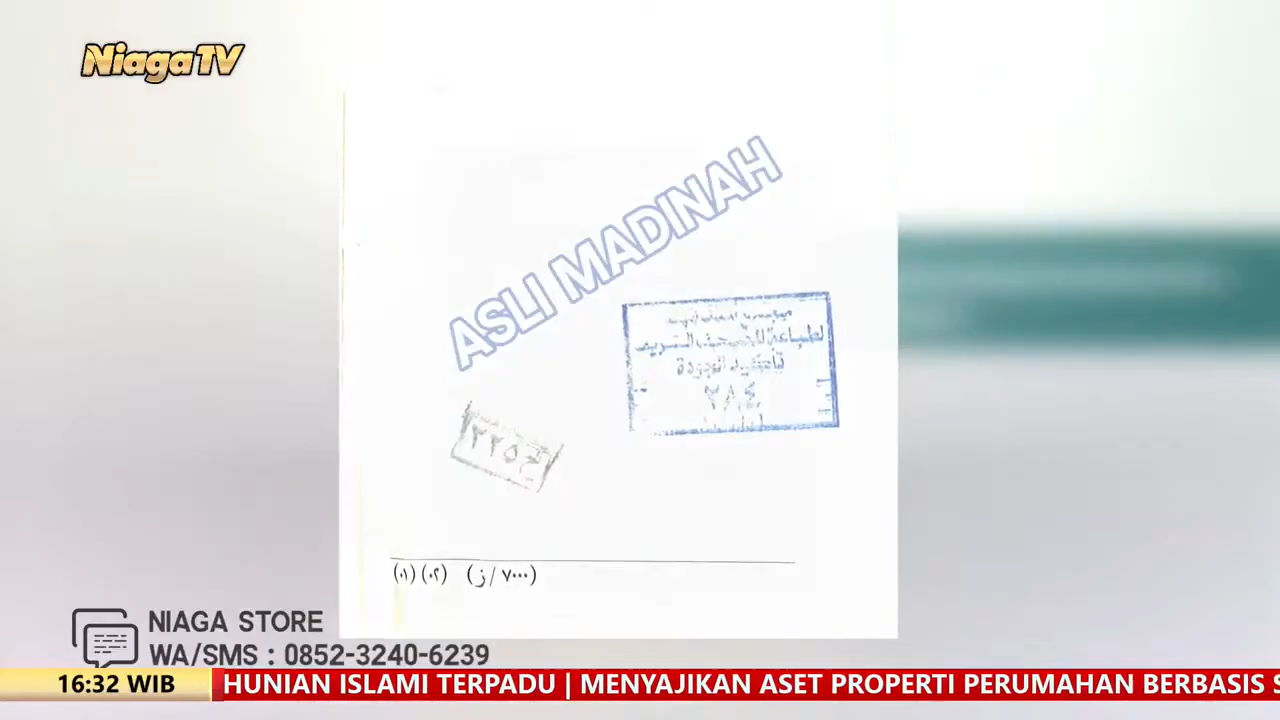 NiagaTV
ASLI MADINAH
لطباعة المصحف الشريف
٢٨٤
٢٢٥ج
(٠١) (٠٢) (ز / ٧٠٠٠)
NIAGA STORE
WA/SMS : 0852-3240-6239
16:32 WIB
HUNIAN ISLAMI TERPADU | MENYAJIKAN ASET PROPERTI PERUMAHAN BERBASIS S